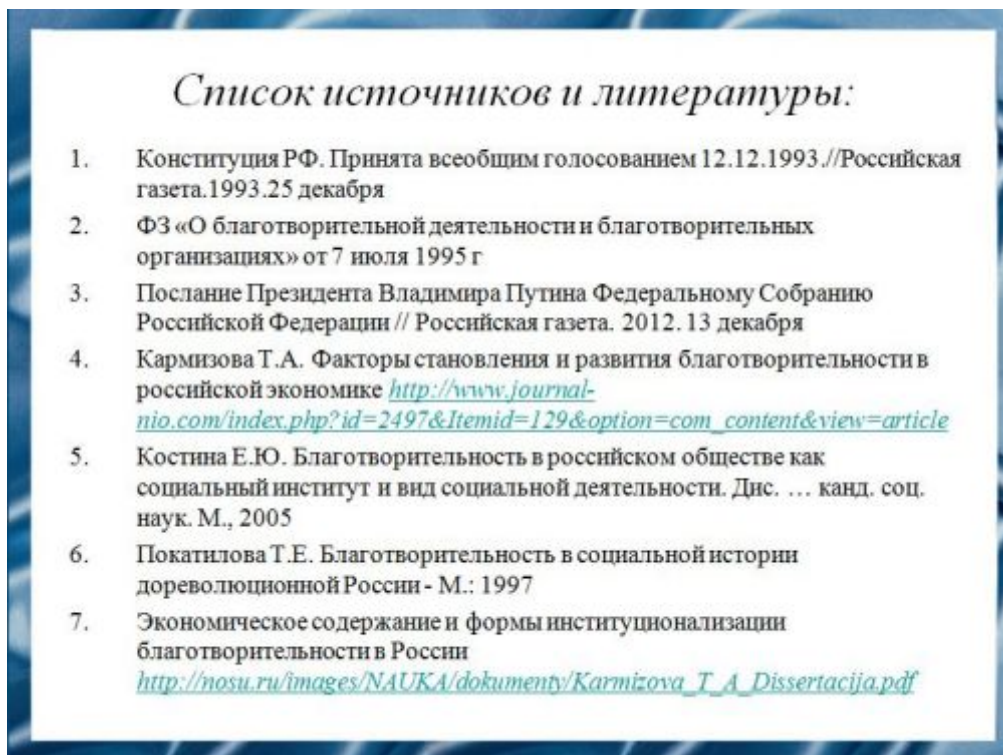 Список источников и литературы:
1. Конституция РФ. Принята всеобщим голосованием 12.12.1993.//Российская
газета.1993.25 декабря
2. ФЗ «О благотворительной деятельности и благотворительных
организациях» от 7 июля 1995 г
3. Послание Президента Владимира Путина Федеральному Собранию
Российской Федерации // Российская газета. 2012. 13 декабря
4. Кармизова Т.А. Факторы становления и развития благотворительности в
российской экономике http://www.journal-
nio.com/index.php?id=2497&Itemid=129&option=com_content&view=article
5. Костина Е.Ю. Благотворительность в российском обществе как
социальный институт и вид социальной деятельности. Дис. … канд. соц.
наук. М., 2005
6. Покатилова Т.Е. Благотворительность в социальной истории
дореволюционной России - М.: 1997
7. Экономическое содержание и формы институционализации
благотворительности в России
http://nosu.ru/images/NAUKA/dokumenty/Karmizova_T_A_Dissertacija.pdf